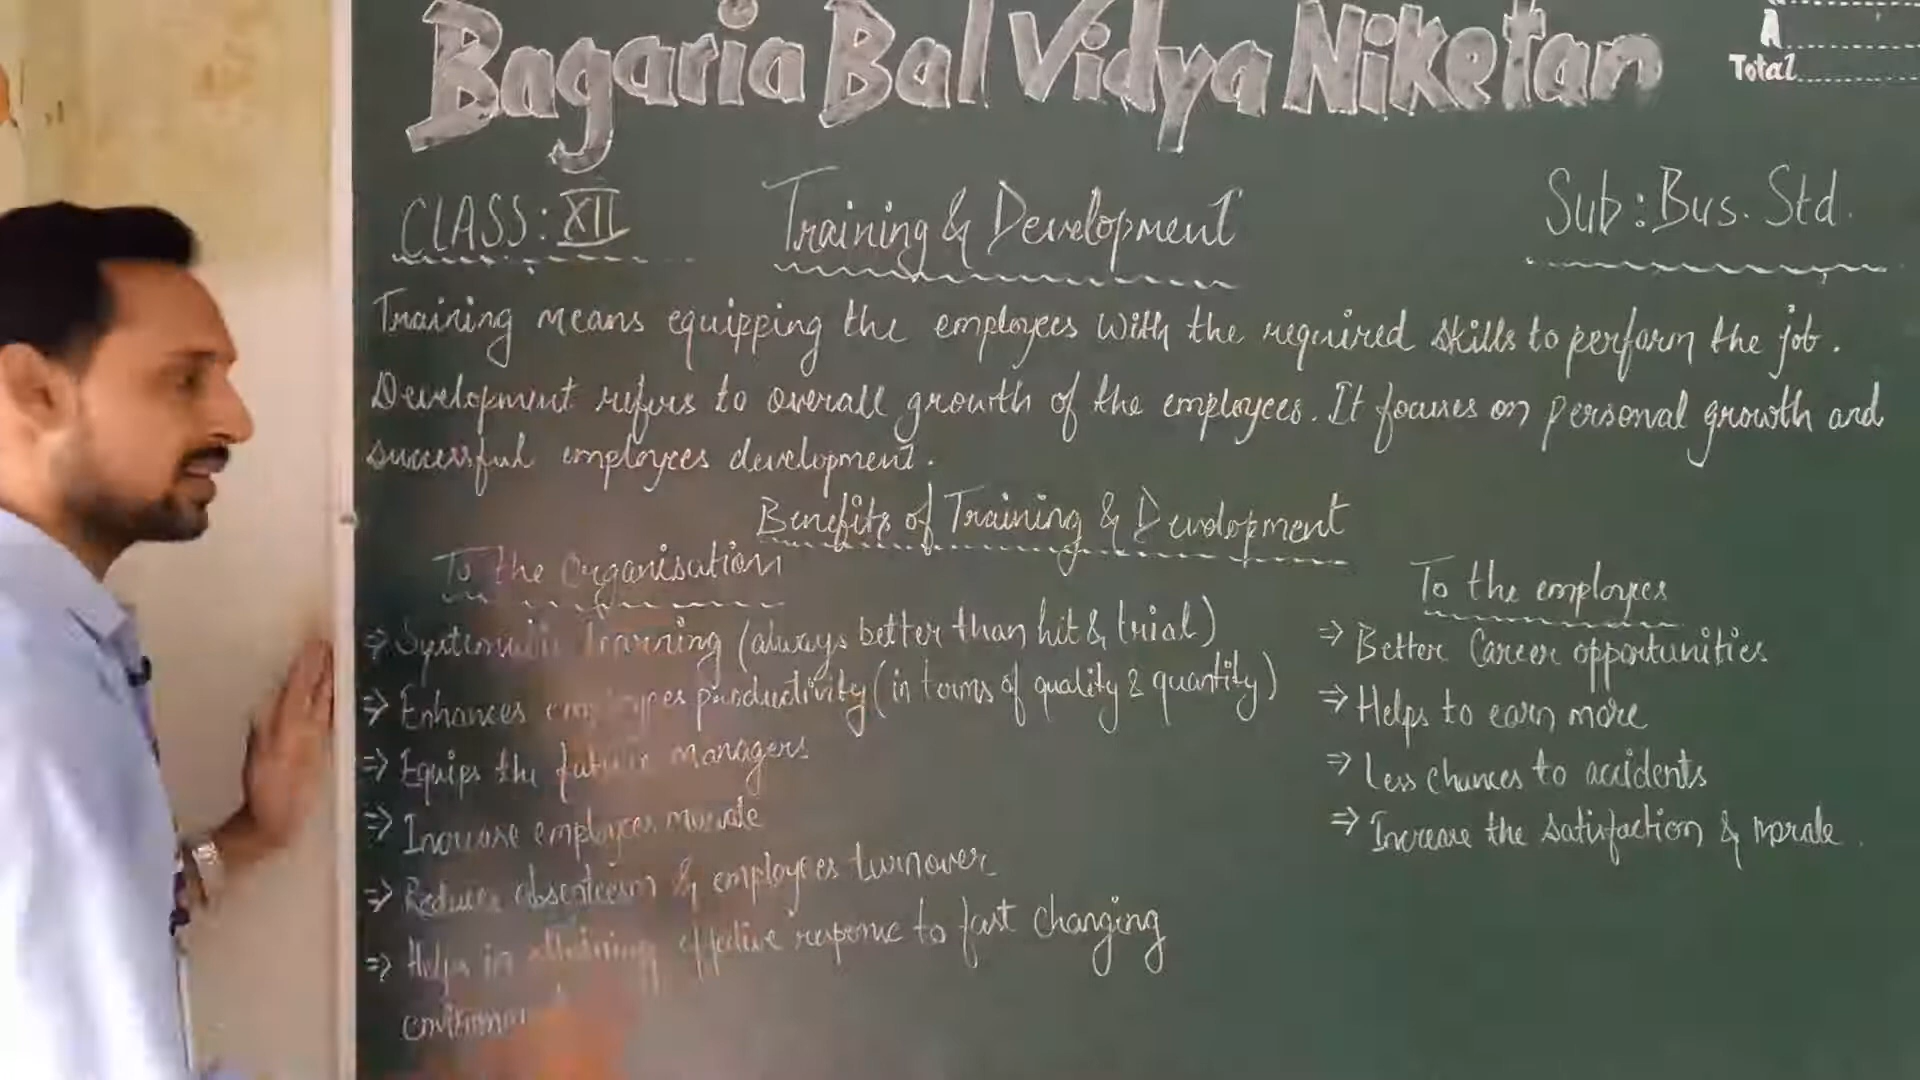 Bagaria Bal Vidya Niketan
A
Total
CLASS: XII
Training & Development
Sub: Bus. Std.
Training means equipping the employees with the required skills to perform the job.
Development refers to overall growth of the employees. It focuses on personal growth and
successful employees development.
Benefits of Training & Development
To the Organisation
⇒ Systematic learning (always better than hit & trial)
⇒ Enhances employees productivity (in terms of quality & quantity)
⇒ Equips the future managers
⇒ Increase employees morale
⇒ Reduces absenteeism & employees turnover
⇒ Helps in attaining effective response to fast changing
To the employees
⇒ Better Career opportunities
⇒ Helps to earn more
⇒ Less chances to accidents
⇒ Increase the satisfaction & morale.